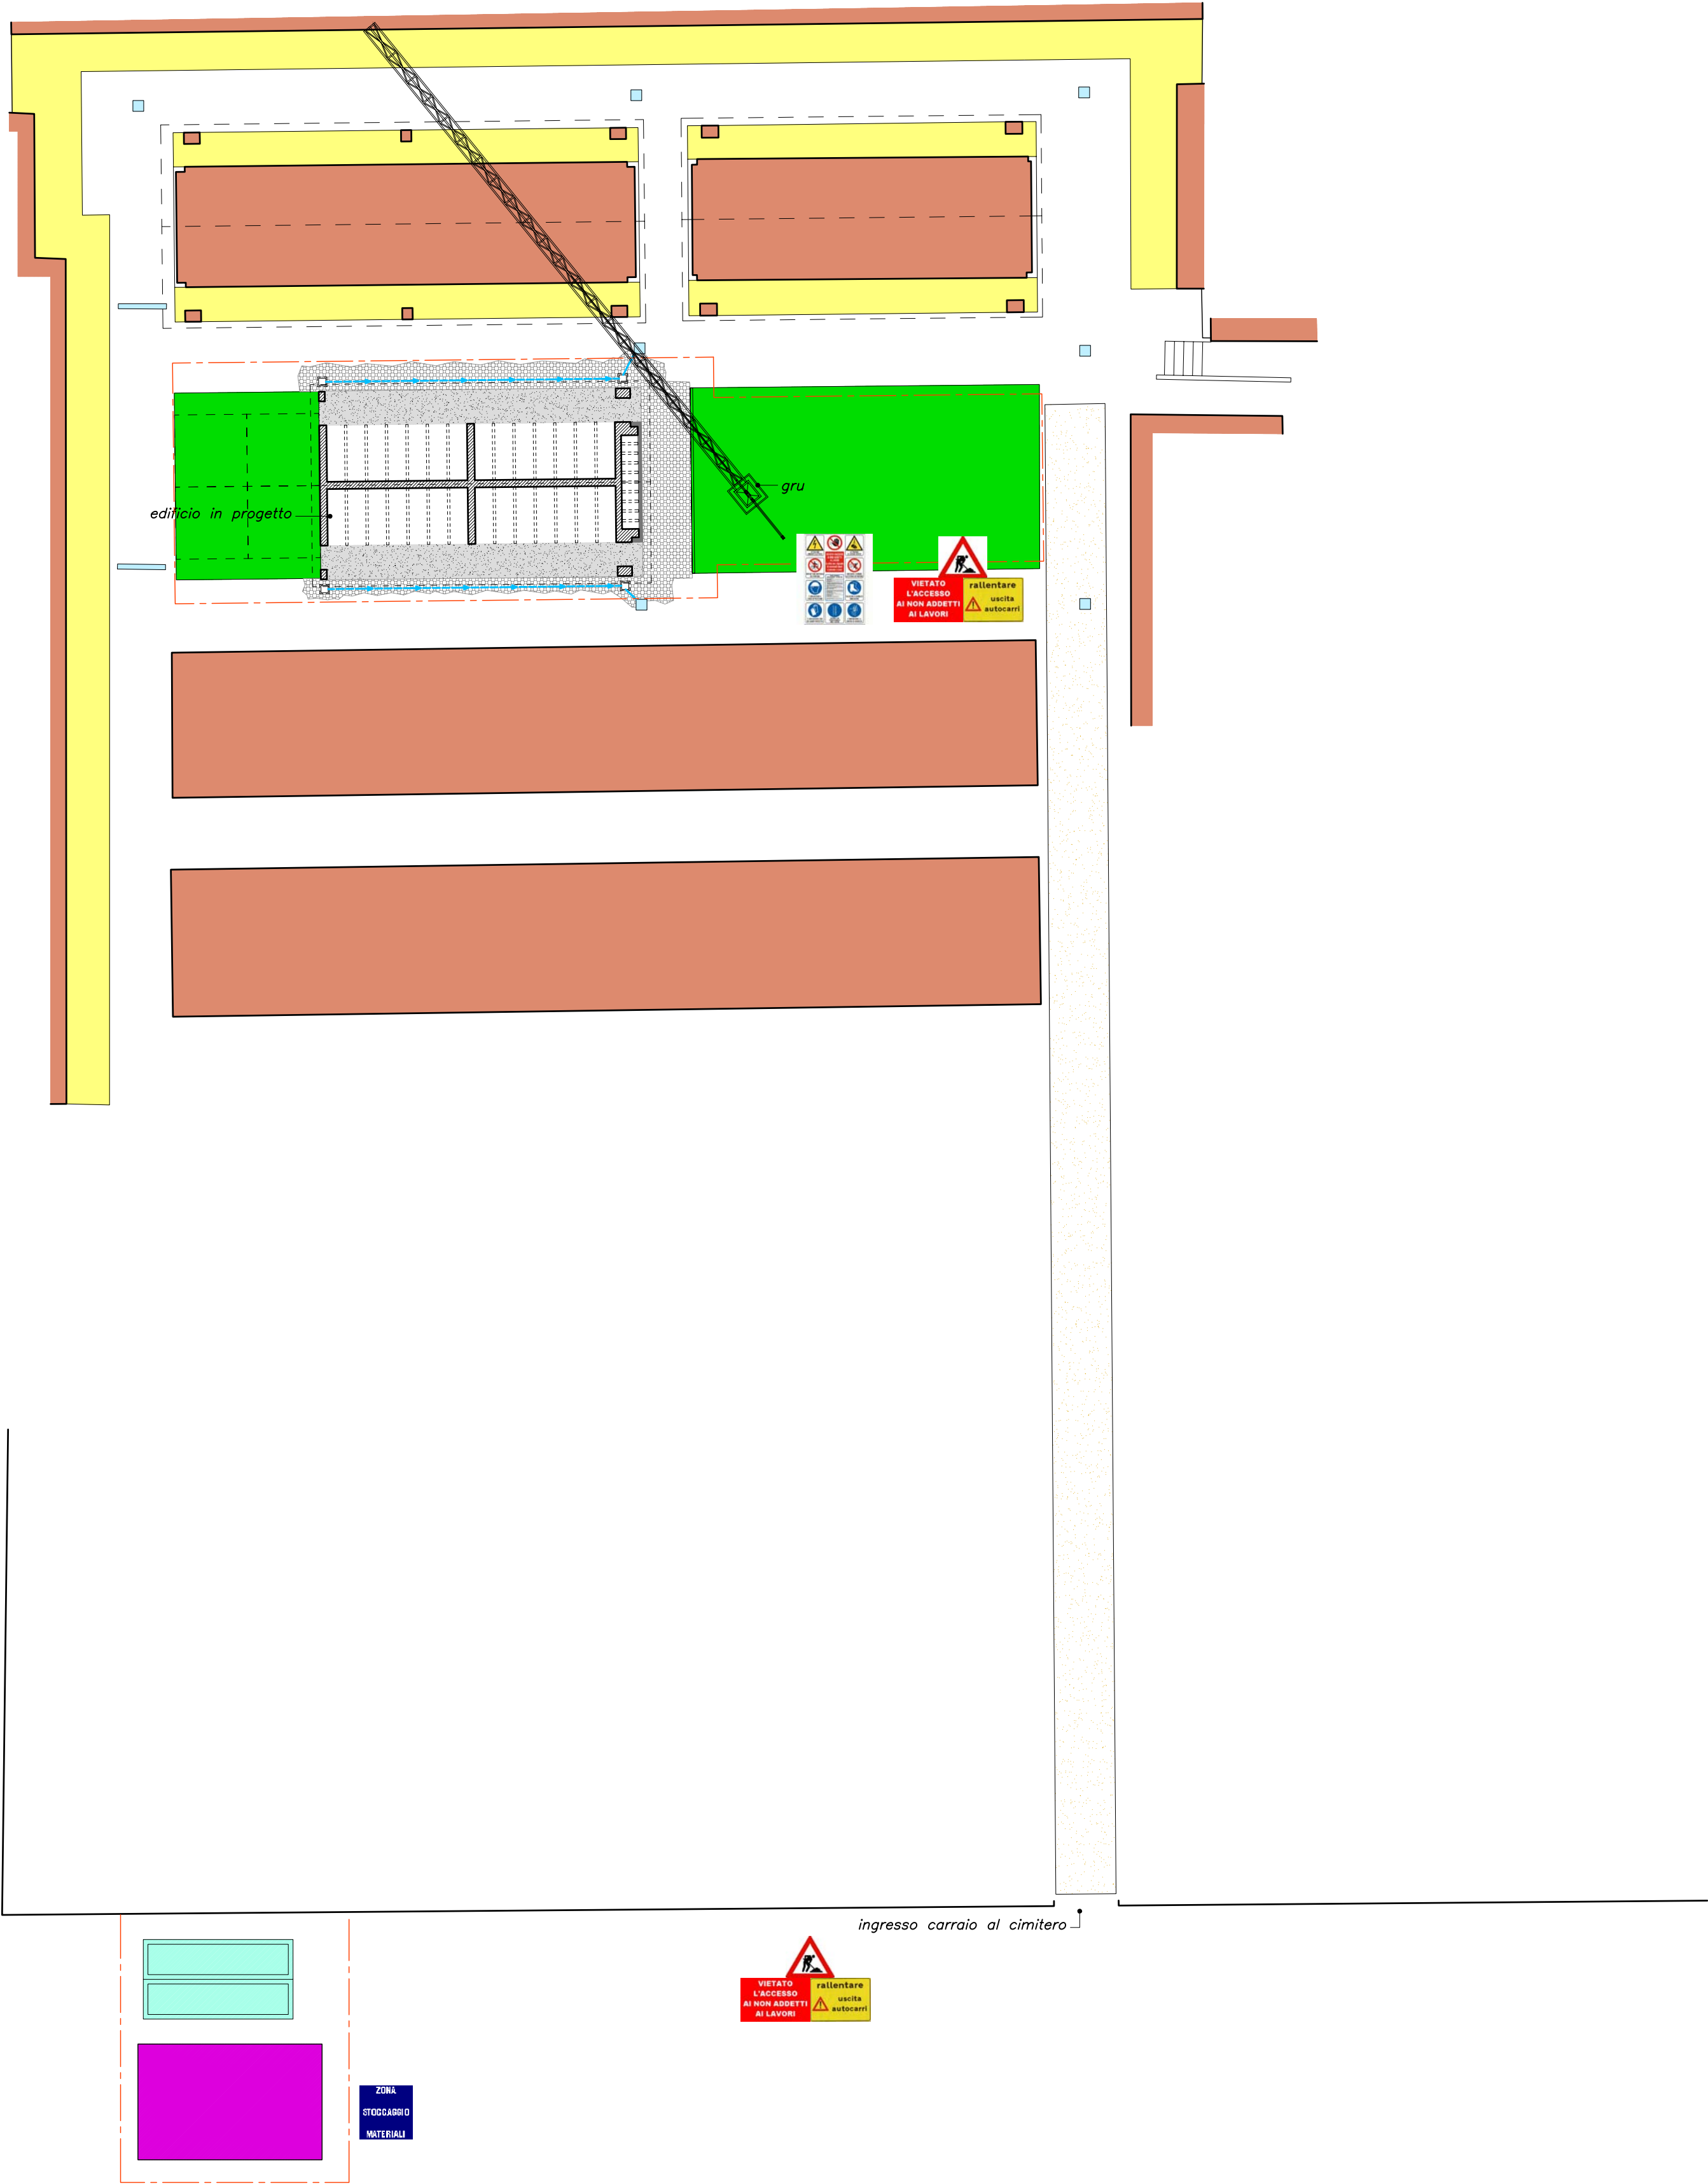 gru
edificio in progetto
VIETATO
L'ACCESSO
AI NON ADDETTI
AI LAVORI
rallentare
uscita
autocarri
ingresso carraio al cimitero
VIETATO
L'ACCESSO
AI NON ADDETTI
AI LAVORI
rallentare
uscita
autocarri
ZONA
STOCCAGGIO
MATERIALI